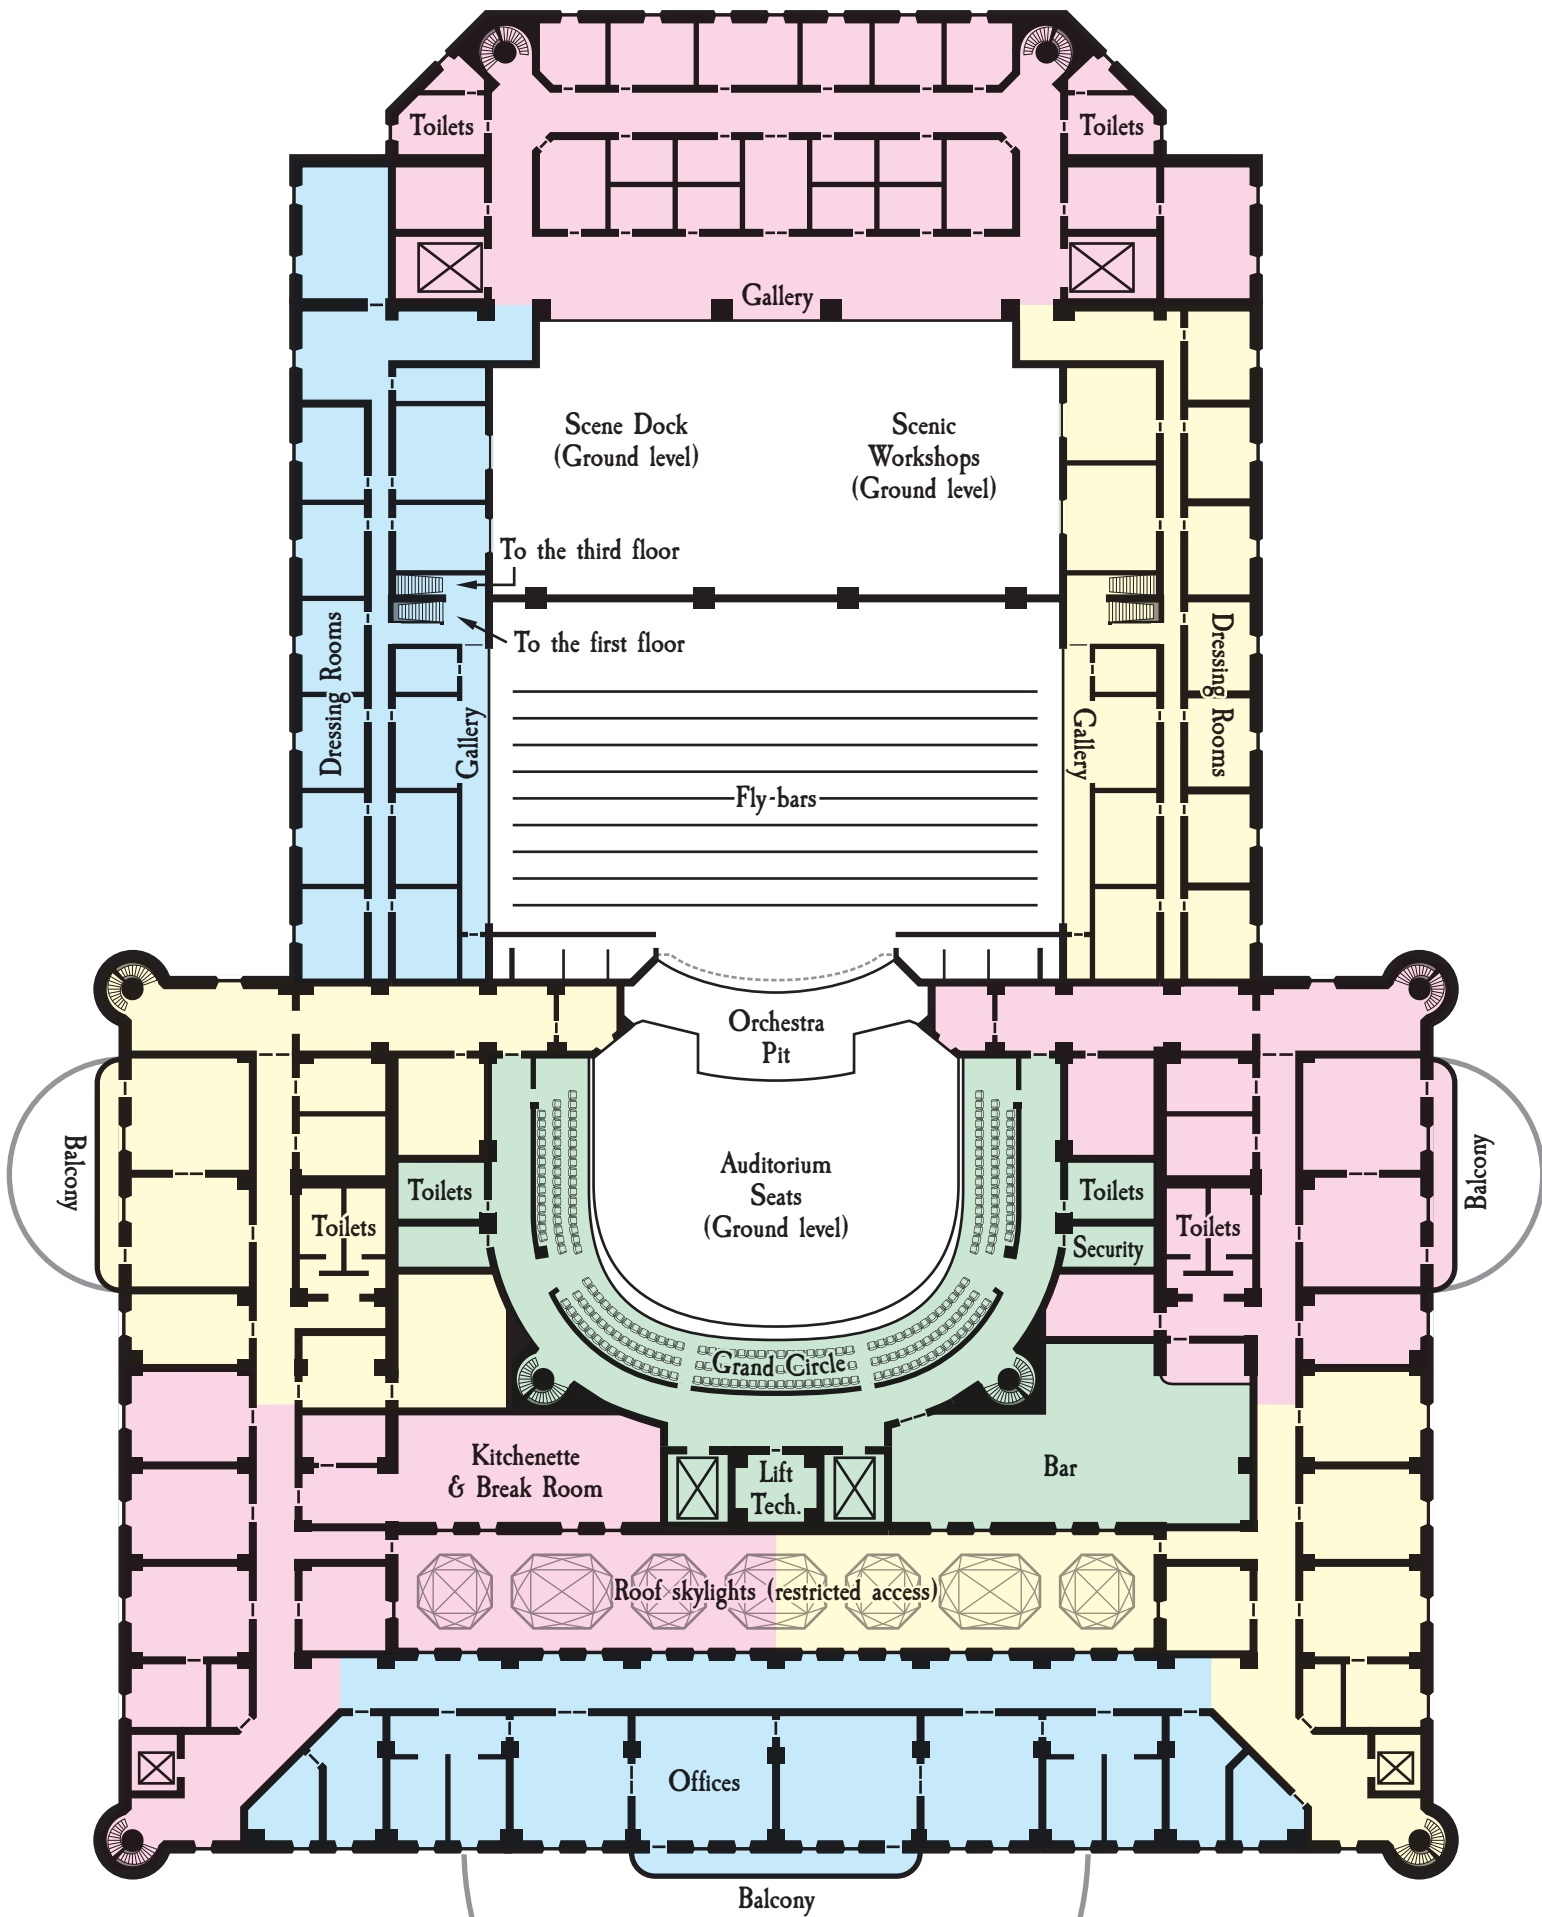 Toilets
Toilets
Gallery
Scene Dock
(Ground level)
Scenic
Workshops
(Ground level)
To the third floor
To the first floor
Dressing Rooms
Gallery
Gallery
Dressing Rooms
Fly-bars
Orchestra
Pit
Balcony
Balcony
Auditorium
Seats
(Ground level)
Toilets
Toilets
Toilets
Toilets
Security
Grand Circle
Kitchenette
& Break Room
Lift
Tech.
Bar
Roof skylights (restricted access)
Offices
Balcony